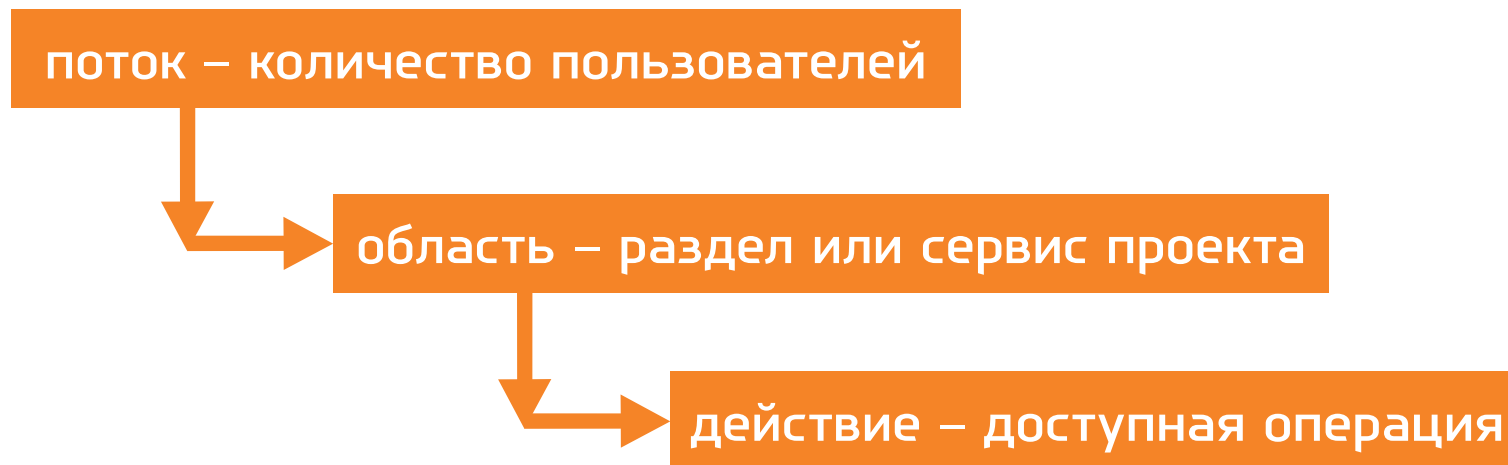 поток – количество пользователей
область – раздел или сервис проекта
действие – доступная операция